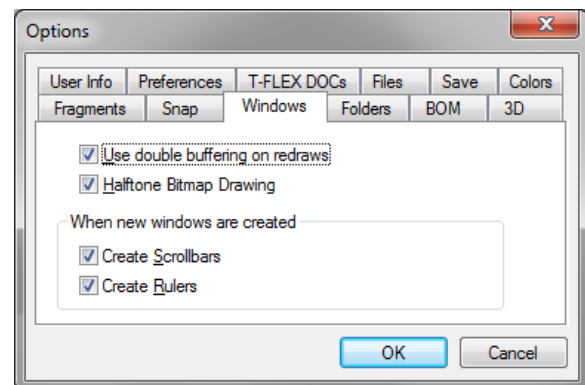 Options
User Info Preferences T-FLEX DOCs Files Save Colors
Fragments Snap Windows Folders BOM 3D
Use double buffering on redraws
Halftone Bitmap Drawing
When new windows are created
Create Scrollbars
Create Rulers
OK Cancel